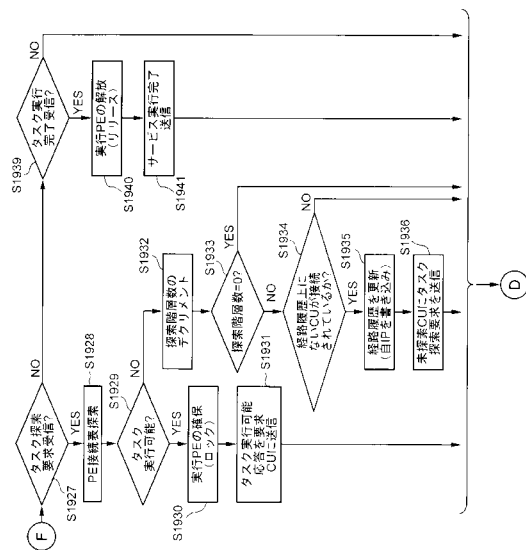 F
タスク探索
要求受信?
S1927
NO
YES
PE接続表探索
S1928
タスク
実行可能?
S1929
NO
YES
実行PEの確保
(ロック)
S1930
タスク実行可能
応答を要求
CUに送信
S1931
探索階層数の
デクリメント
S1932
探索階層数=0?
S1933
YES
NO
経路履歴上に
ないCUが接続
されているか?
S1934
NO
YES
経路履歴を更新
(自IPを書き込み)
S1935
未探索CUにタスク
探索要求を送信
S1936
タスク実行
完了受信?
S1939
NO
YES
実行PEの解放
(リリース)
S1940
サービス実行完了
送信
S1941
D